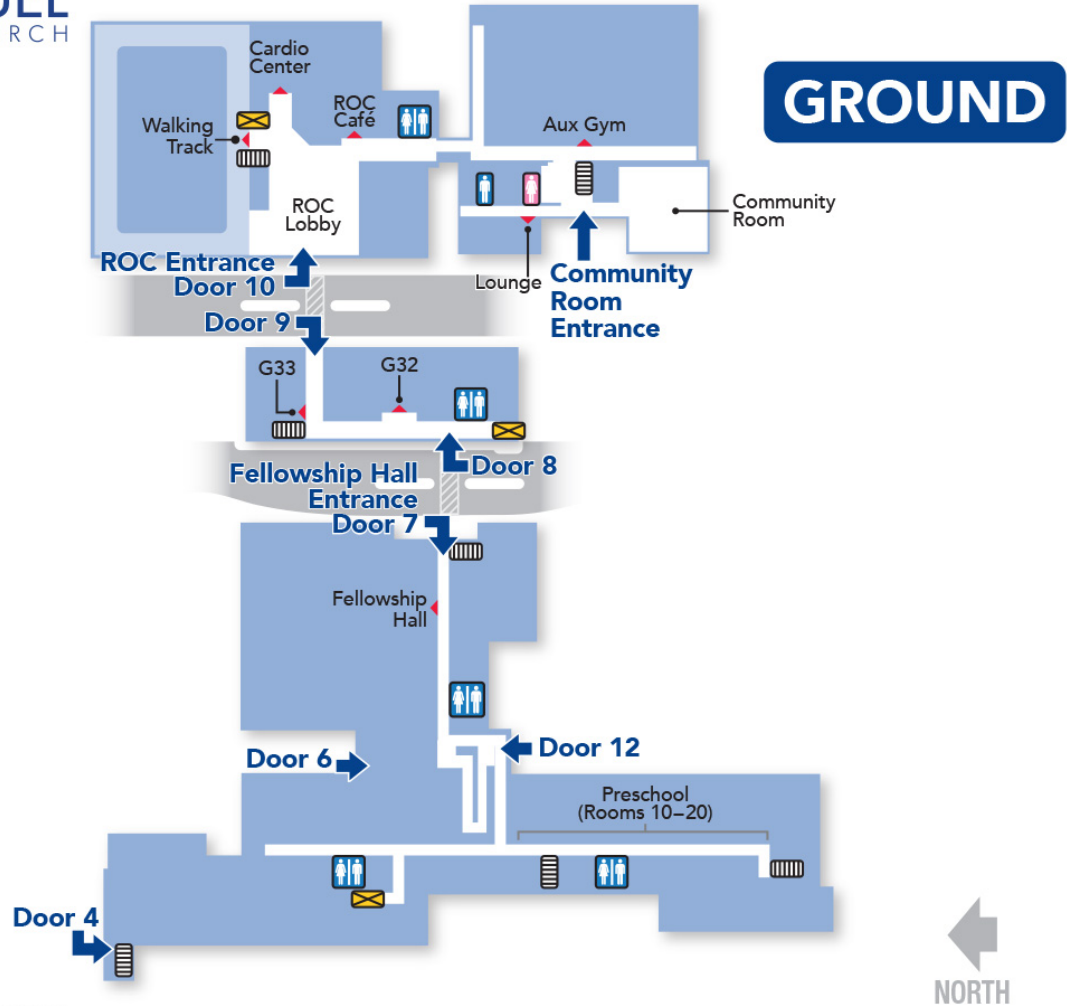 RCH
GROUND
Cardio
Center
ROC
Café
Walking
Track
Aux Gym
ROC
Lobby
Community
Room
Lounge
ROC Entrance
Door 10
Community
Room
Entrance
Door 9
G33
G32
Door 8
Fellowship Hall
Entrance
Door 7
Fellowship
Hall
Door 6
Door 12
Preschool
(Rooms 10–20)
Door 4
NORTH